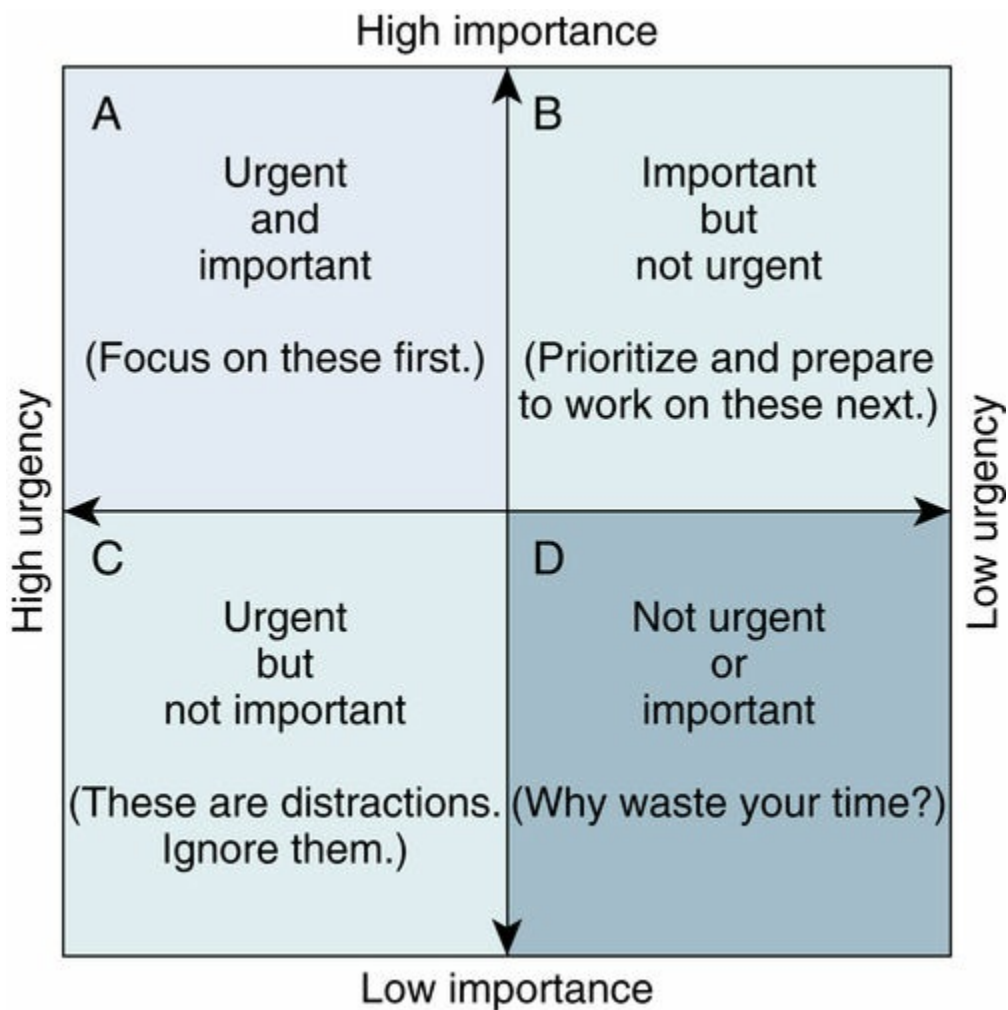 High importance
A
Urgent
and
important
(Focus on these first.)
B
Important
but
not urgent
(Prioritize and prepare
to work on these next.)
High urgency
Low urgency
C
Urgent
but
not important
(These are distractions.
Ignore them.)
D
Not urgent
or
important
(Why waste your time?)
Low importance